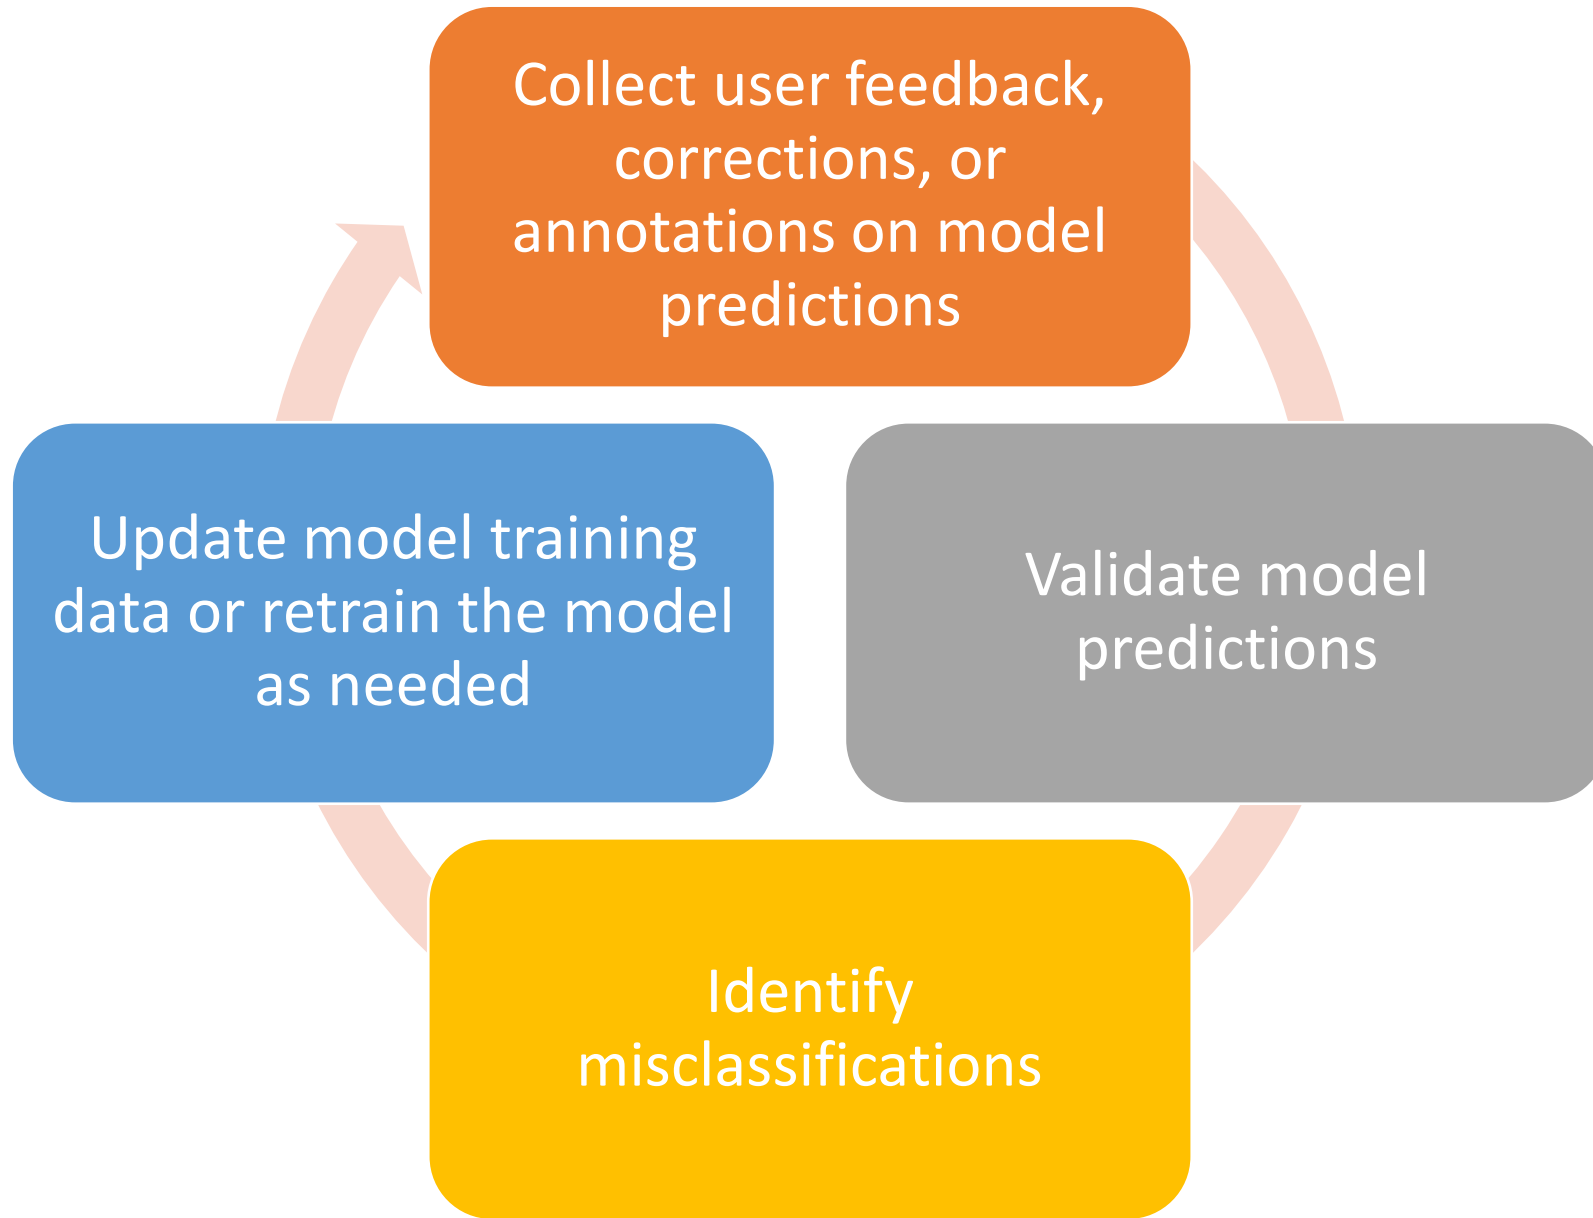 Collect user feedback,
corrections, or
annotations on model
predictions
Update model training
data or retrain the model
as needed
Validate model
predictions
Identify
misclassifications